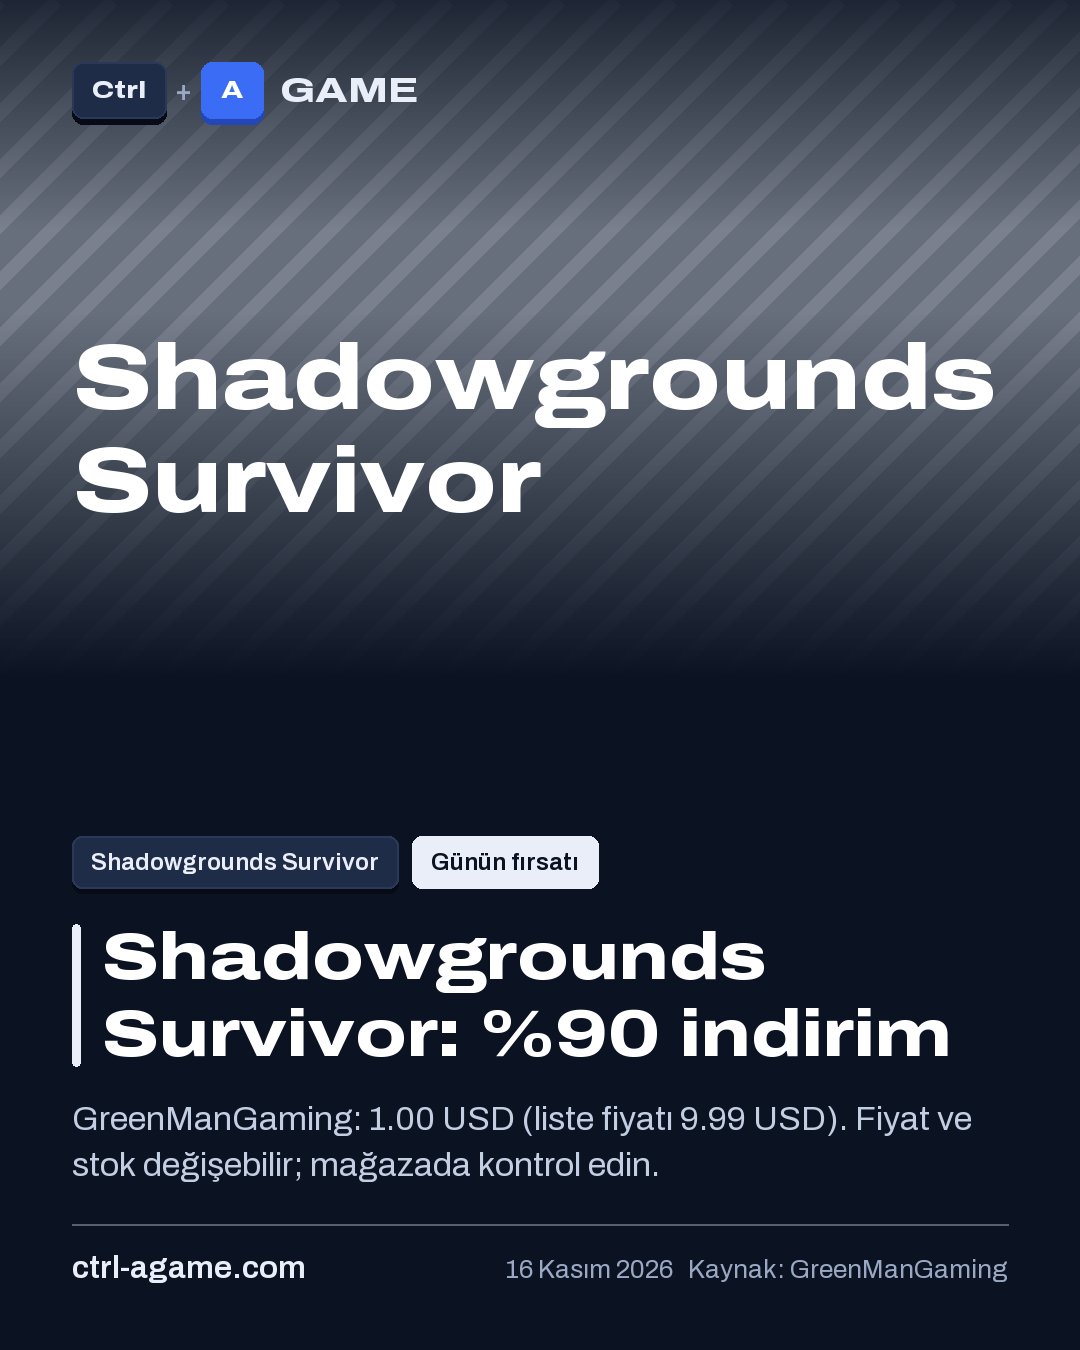 Ctrl + A GAME
Shadowgrounds
Survivor
Shadowgrounds Survivor Günün fırsatı
Shadowgrounds
Survivor: %90 indirim
GreenManGaming: 1.00 USD (liste fiyatı 9.99 USD). Fiyat ve
stok değişebilir; mağazada kontrol edin.
ctrl-agame.com 16 Kasım 2026 Kaynak: GreenManGaming